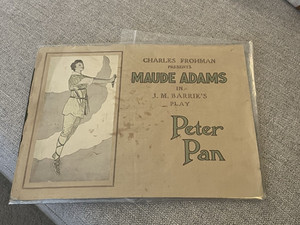 CHARLES FROHMAN
PRESENTS
MAUDE ADAMS
IN
J. M. BARRIE'S
PLAY
Peter
Pan